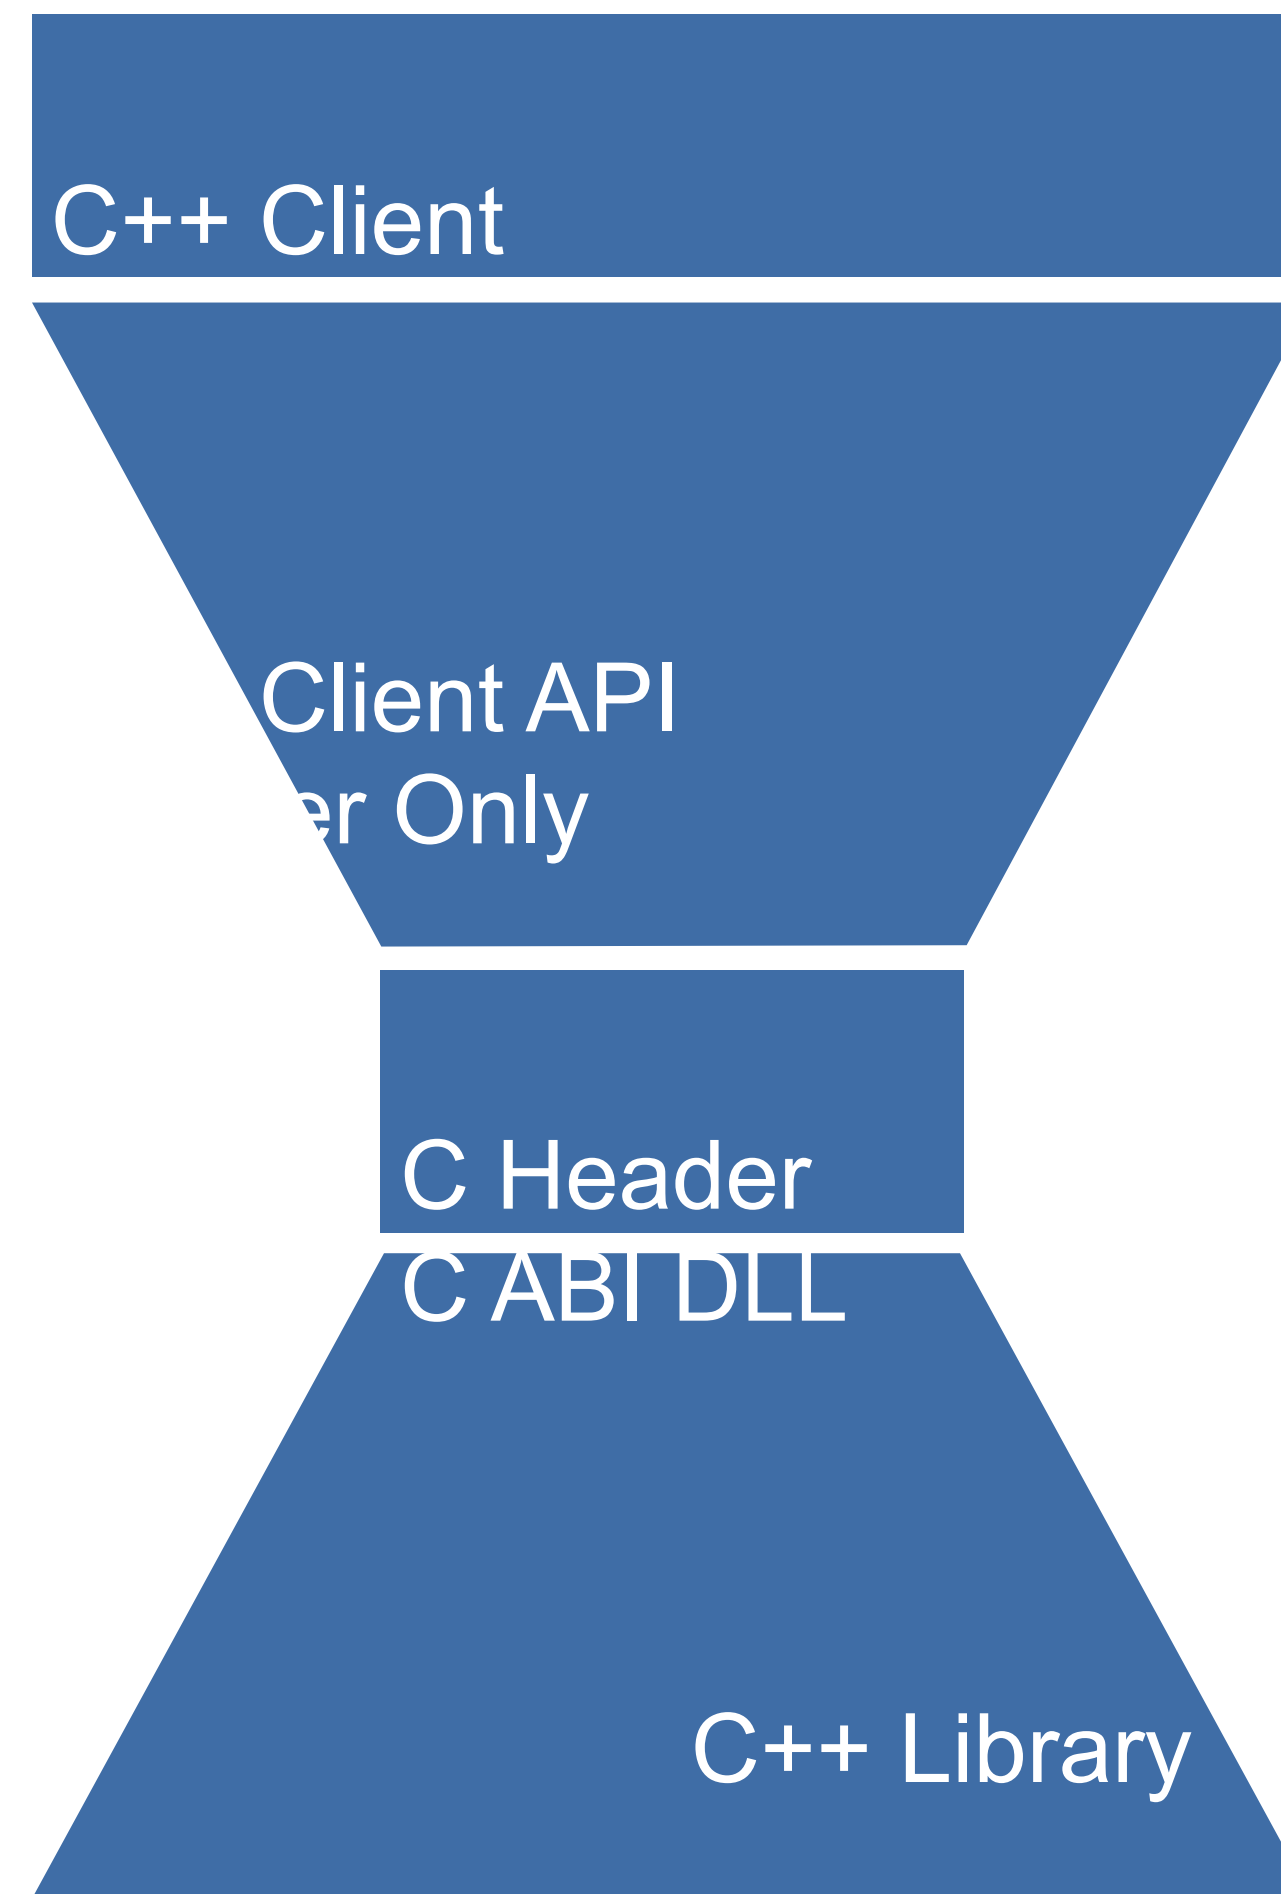 C++ Client
Client API
er Only
C Header
C ABI DLL
C++ Library